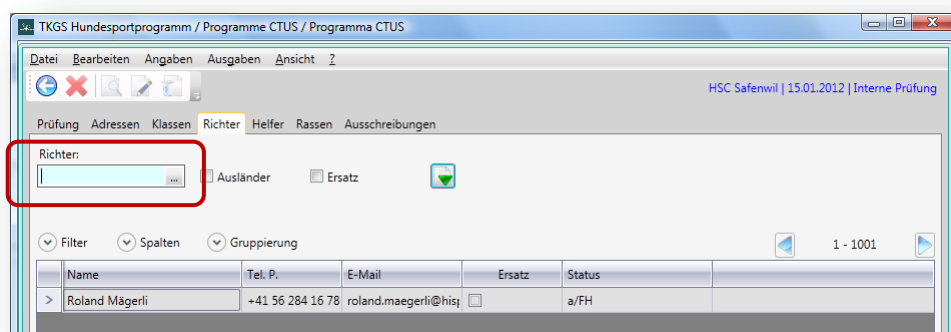 TKGS Hundesportprogramm / Programme CTUS / Programma CTUS
Datei Bearbeiten Angaben Ausgaben Ansicht ?
HSC Safenwil | 15.01.2012 | Interne Prüfung
Prüfung Adressen Klassen Richter Helfer Rassen Ausschreibungen
Richter:
... Ausländer Ersatz
Filter Spalten Gruppierung 1 - 1001
Name Tel. P. E-Mail Ersatz Status
> Roland Mägerli +41 56 284 16 78 roland.maegerli@hisp a/FH